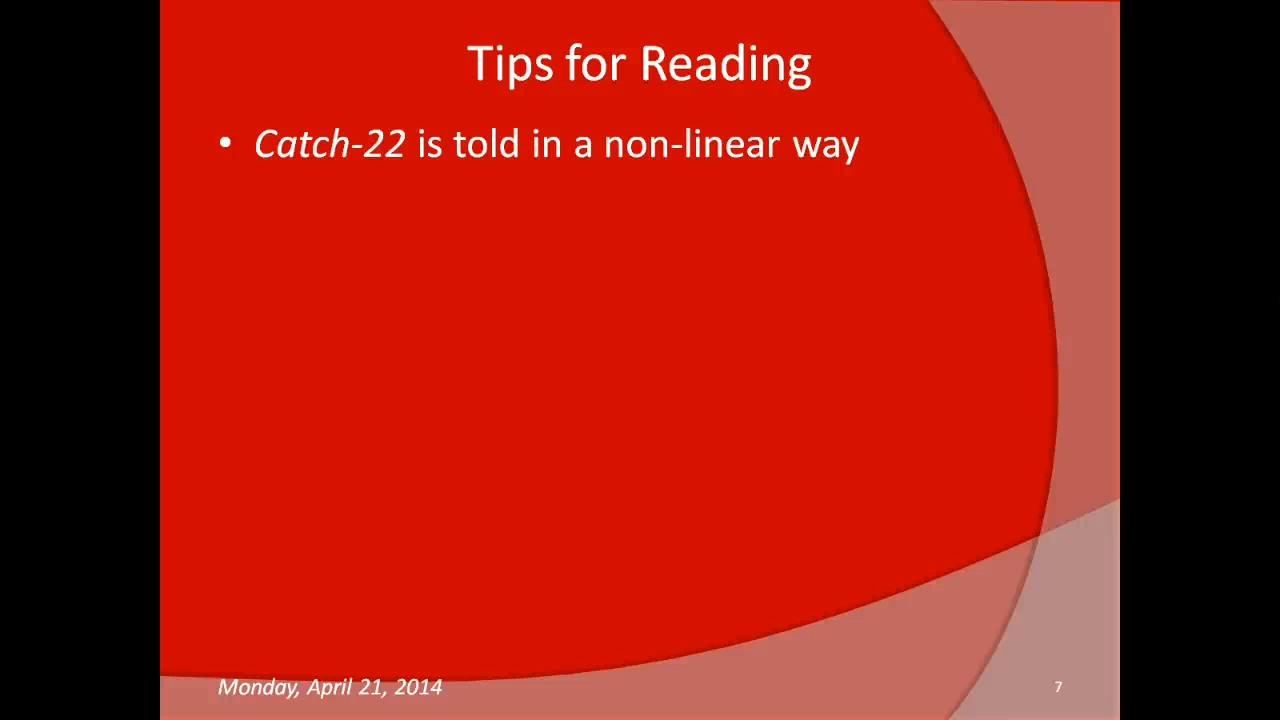 Tips for Reading
• Catch-22 is told in a non-linear way
Monday, April 21, 2014
7